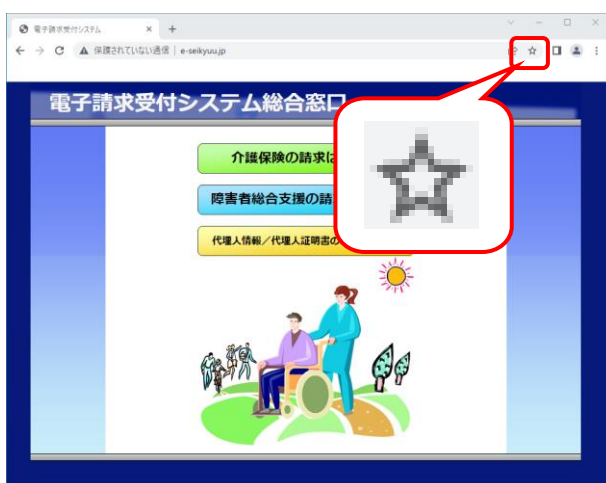 電子請求受付システム
保護されていない通信 | e-seikyuu.jp
電子請求受付システム総合窓口
介護保険の請求は
障害者総合支援の請
代理人情報/代理人証明書の